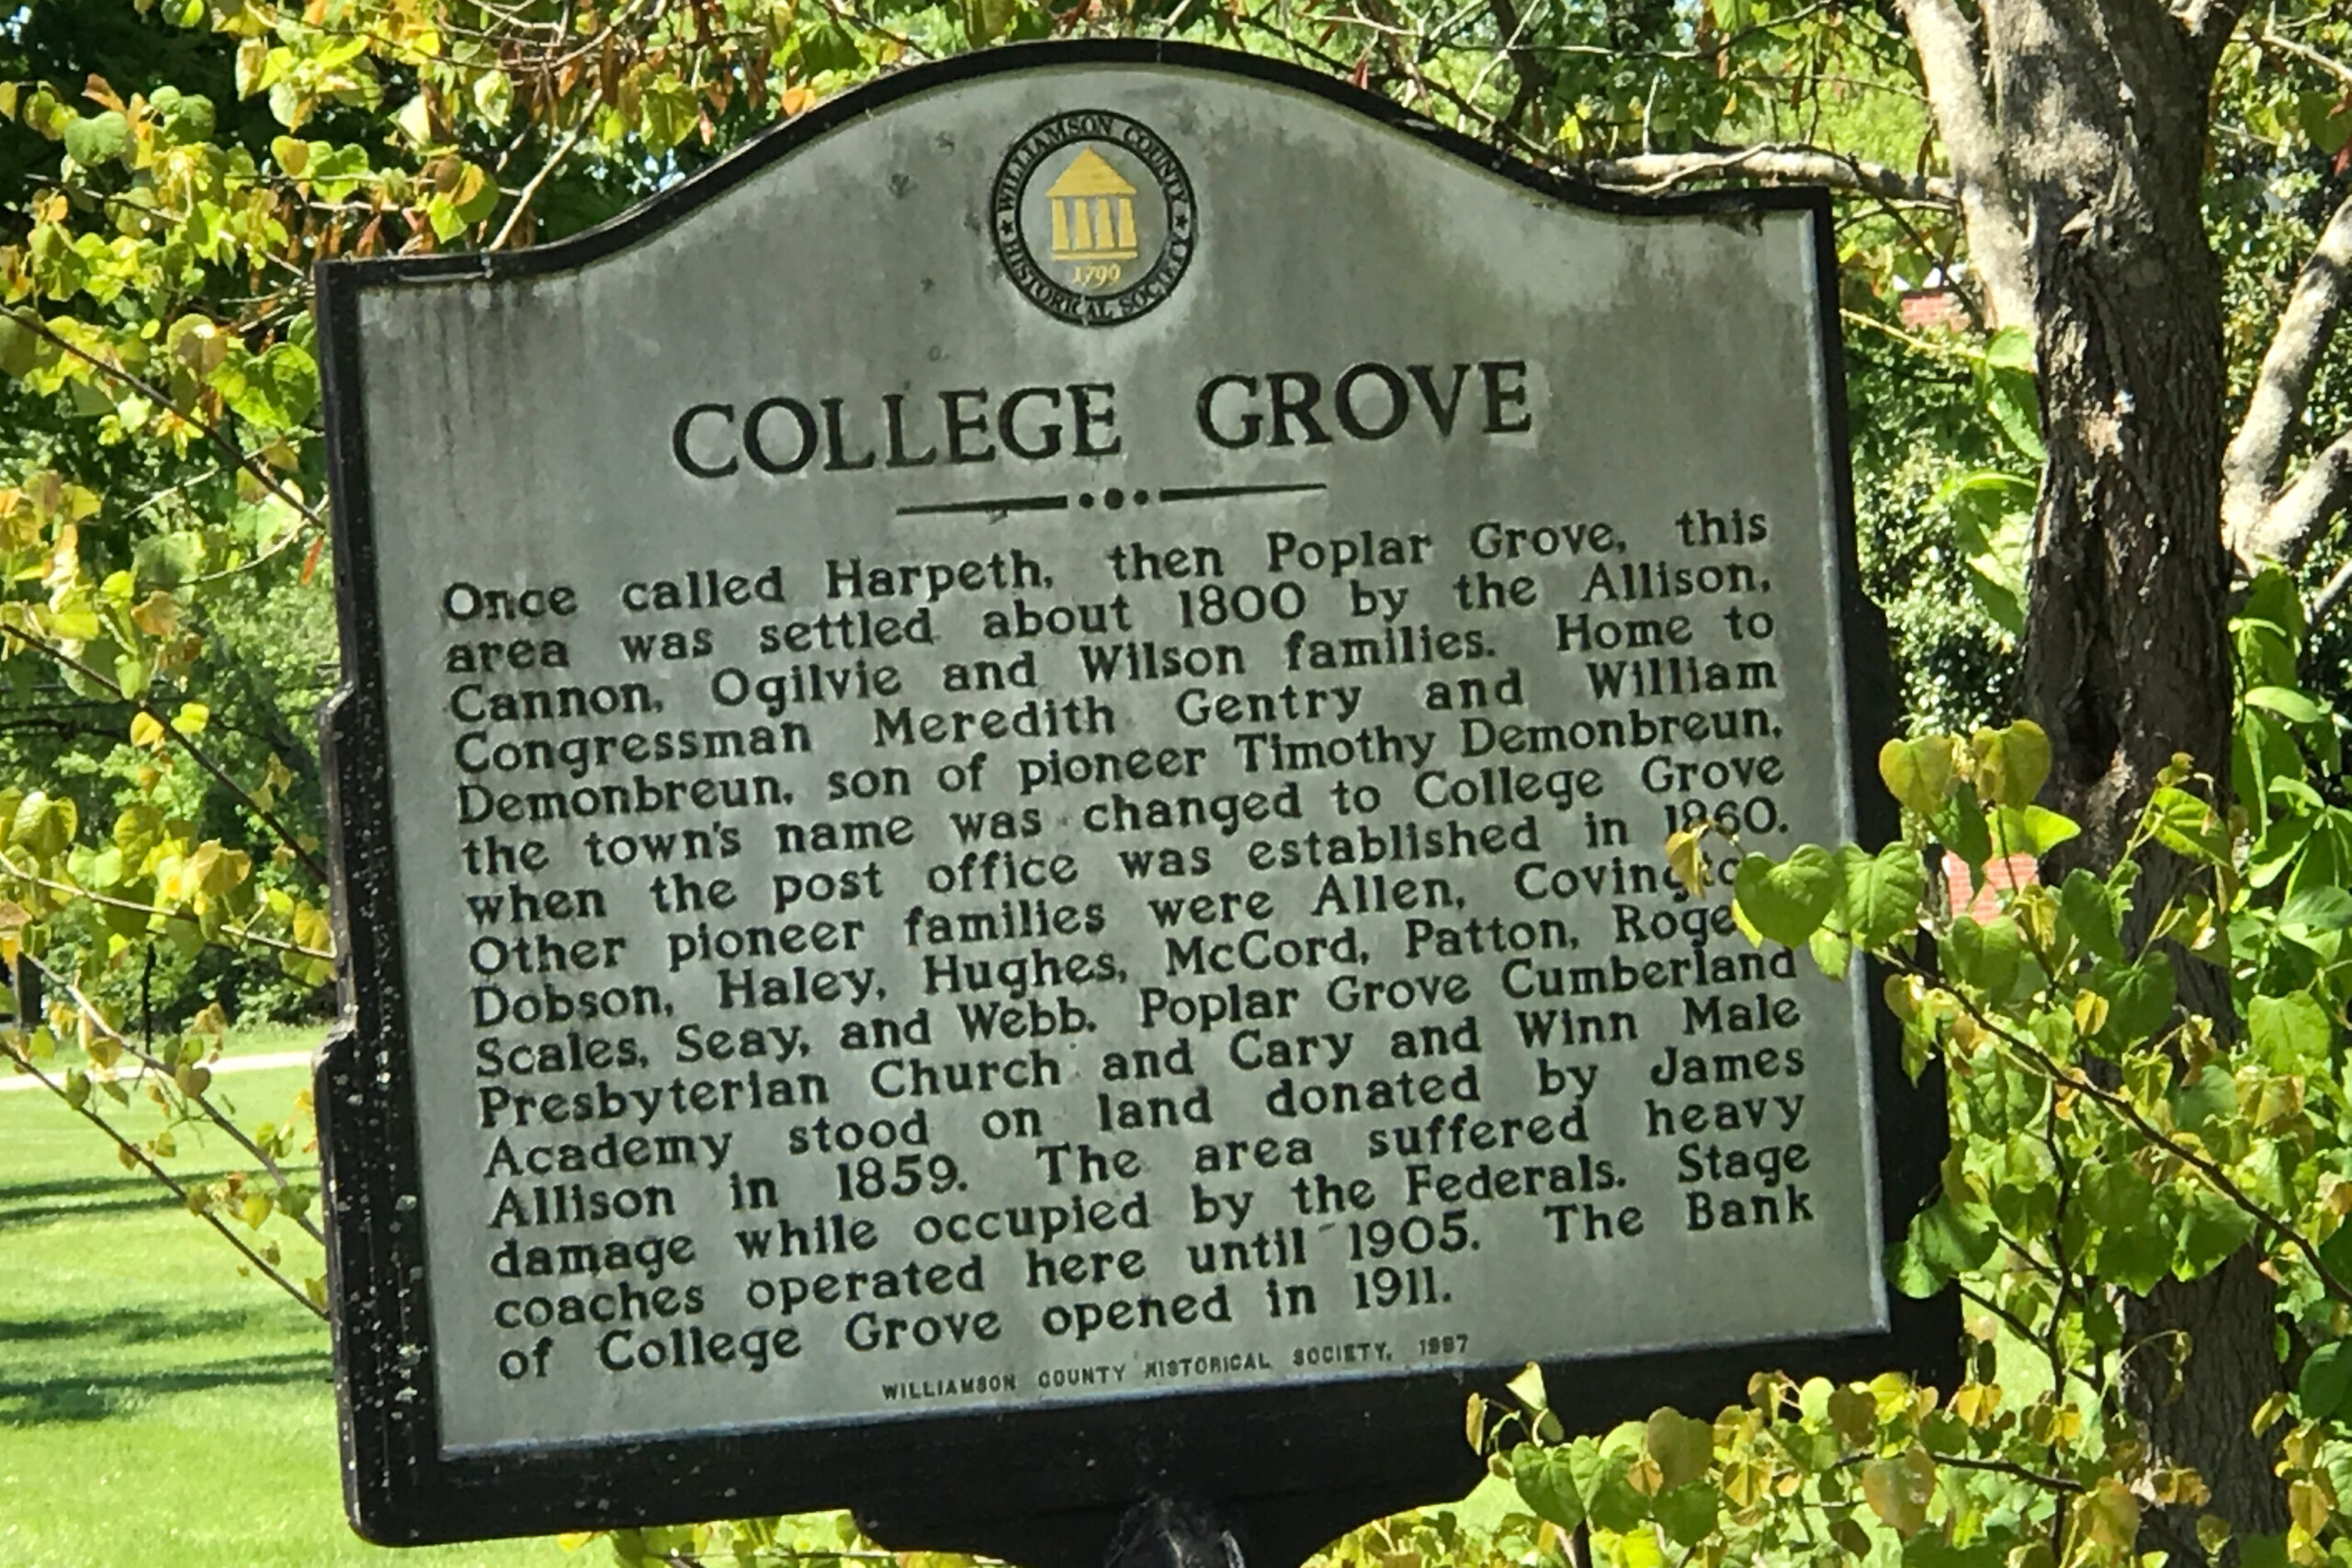 ★ WILLIAMSON COUNTY ★
1799
HISTORICAL SOCIETY
COLLEGE GROVE
Once called Harpeth, then Poplar Grove, this
area was settled about 1800 by the Allison,
Cannon, Ogilvie and Wilson families. Home to
Congressman Meredith Gentry and William
Demonbreun, son of pioneer Timothy Demonbreun,
the town's name was changed to College Grove
when the post office was established in 1860.
Other pioneer families were Allen,
Dobson, Haley, Hughes, McCord, Patton,
Scales, Seay, and Webb. Poplar Grove Cumberland
Presbyterian Church and Cary and Winn Male
Academy stood on land donated by James
Allison in 1859. The area suffered heavy
damage while occupied by the Federals. Stage
coaches operated here until 1905. The Bank
of College Grove opened in 1911.
WILLIAMSON COUNTY HISTORICAL SOCIETY,